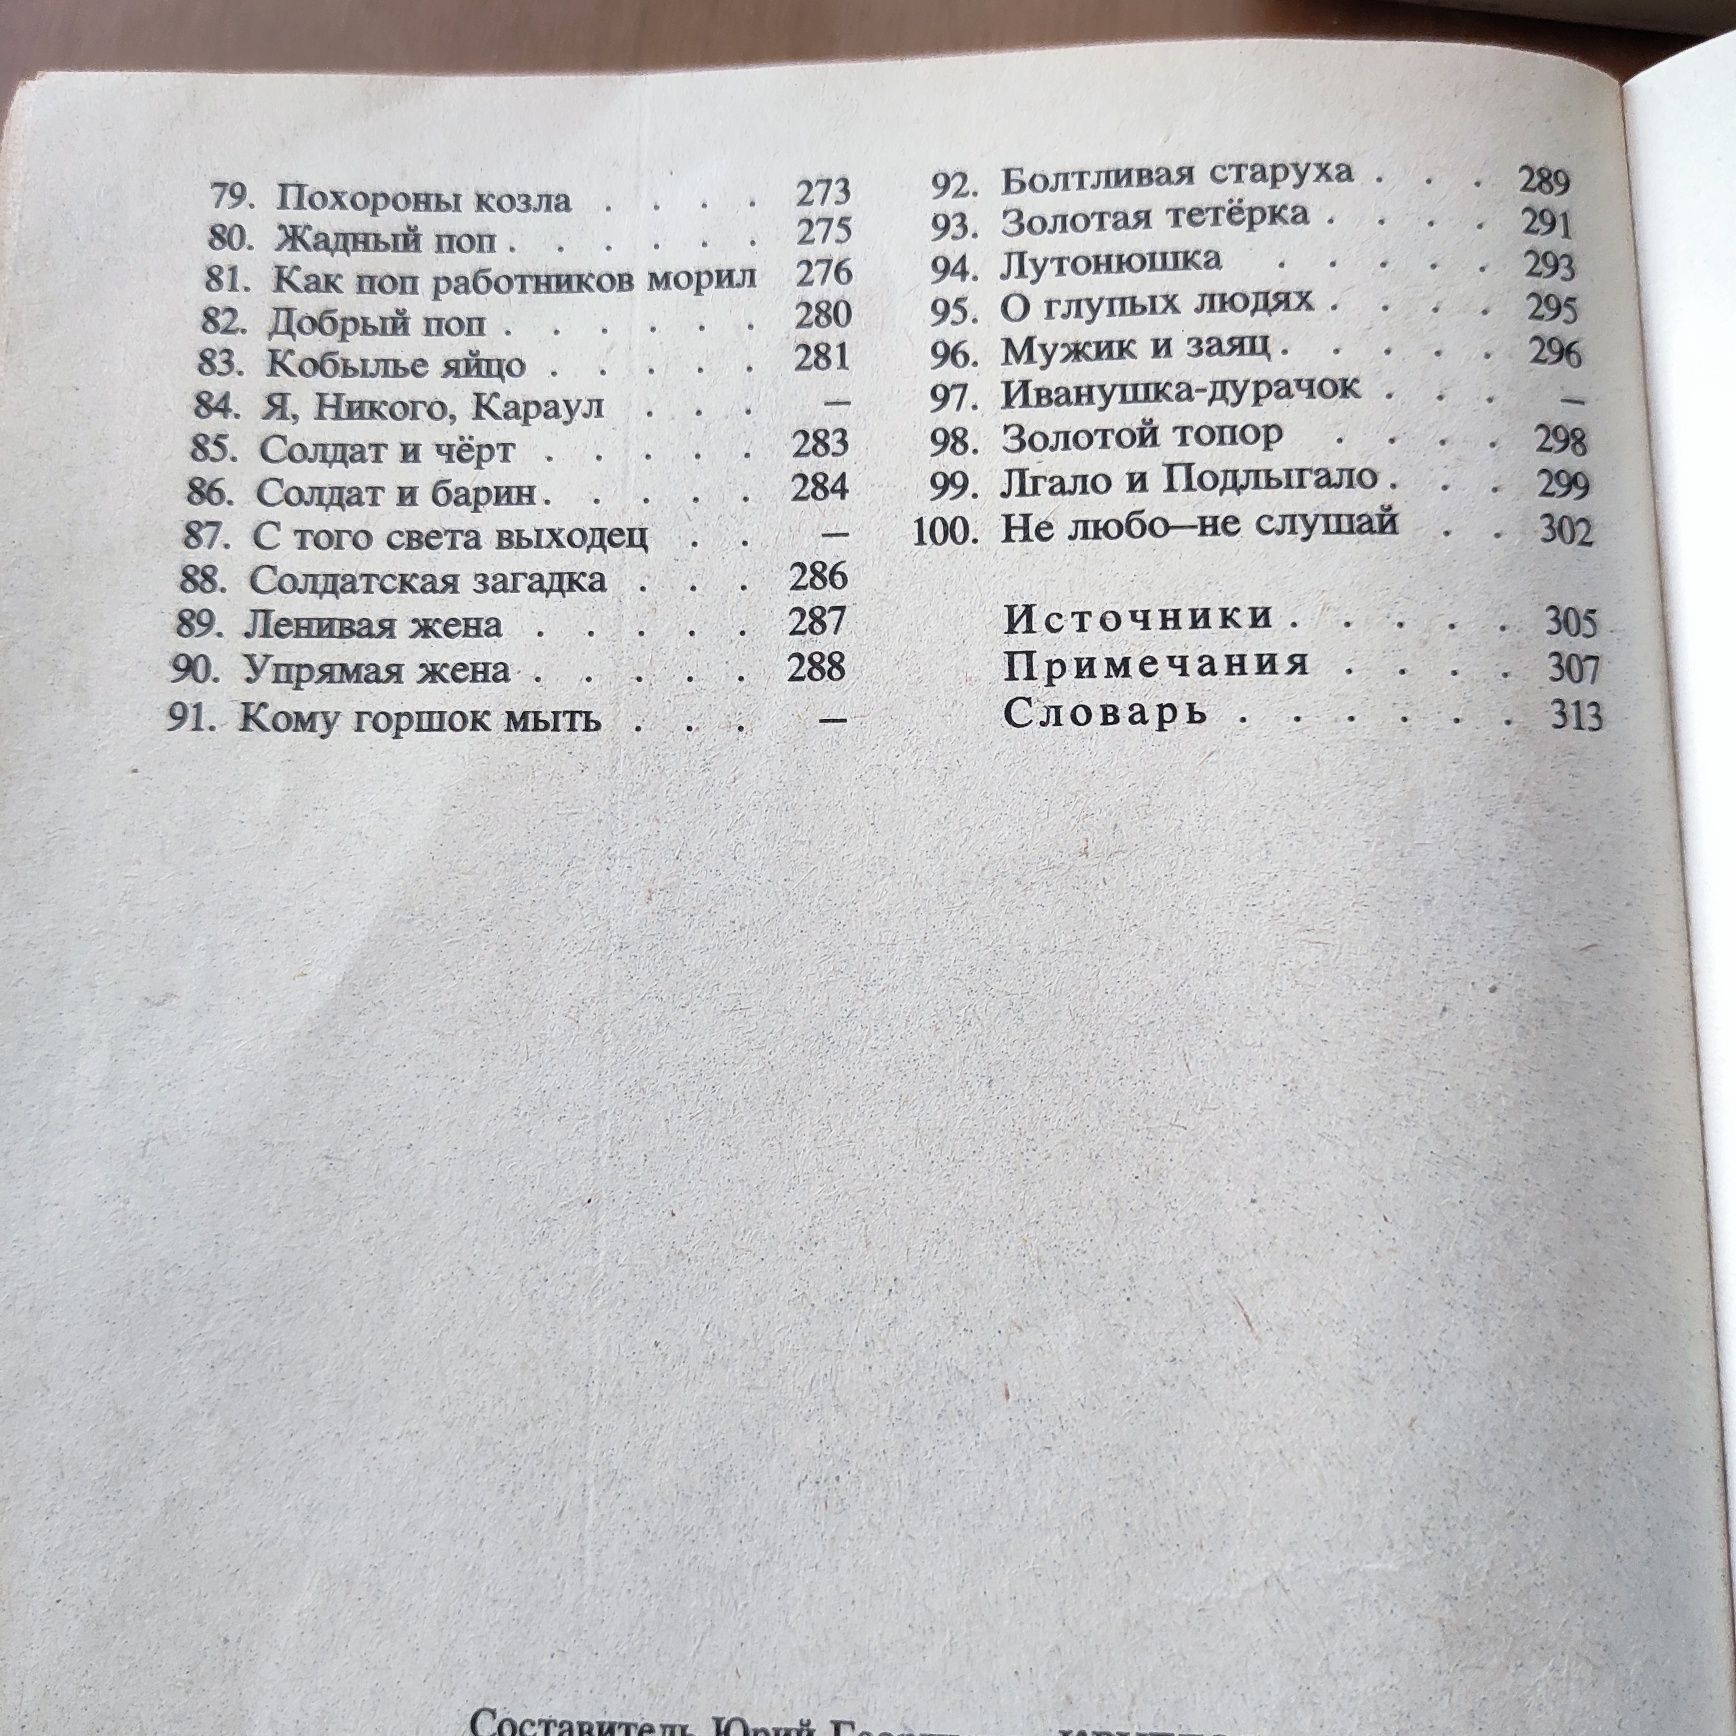 79. Похороны козла . . . . 273
80. Жадный поп . . . . . . 275
81. Как поп работников морил 276
82. Добрый поп . . . . . . 280
83. Кобылье яйцо . . . . . 281
84. Я, Никого, Караул . . . —
85. Солдат и чёрт . . . . . 283
86. Солдат и барин . . . . . 284
87. С того света выходец . . —
88. Солдатская загадка . . . 286
89. Ленивая жена . . . . . 287
90. Упрямая жена . . . . . 288
91. Кому горшок мыть . . . —
92. Болтливая старуха . . . 289
93. Золотая тетёрка . . . . 291
94. Лутонюшка . . . . . 293
95. О глупых людях . . . . 295
96. Мужик и заяц . . . . . 296
97. Иванушка-дурачок . . . —
98. Золотой топор . . . . 298
99. Лгало и Подлыгало . . . 299
100. Не любо—не слушай . . 302
Источники . . . . . 305
Примечания . . . . 307
Словарь . . . . . . 313
Составитель Юрий